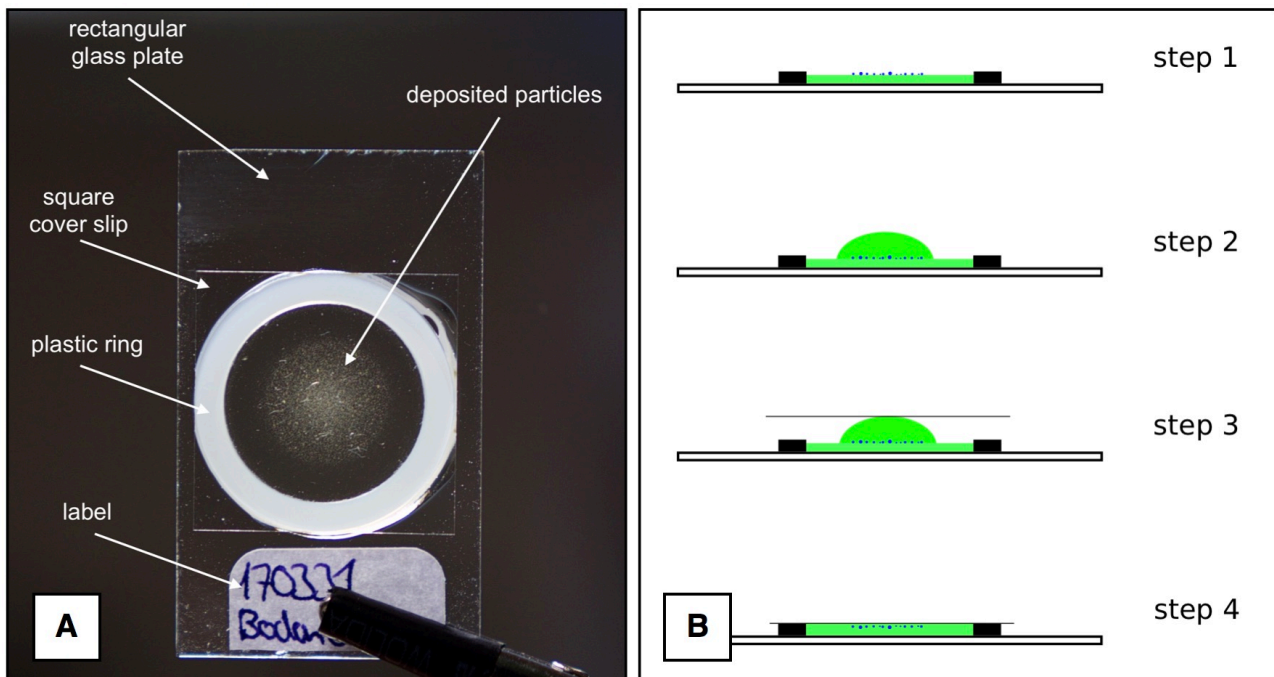 rectangular
glass plate
deposited particles
square
cover slip
plastic ring
label
170331
A
step 1
step 2
step 3
step 4
B